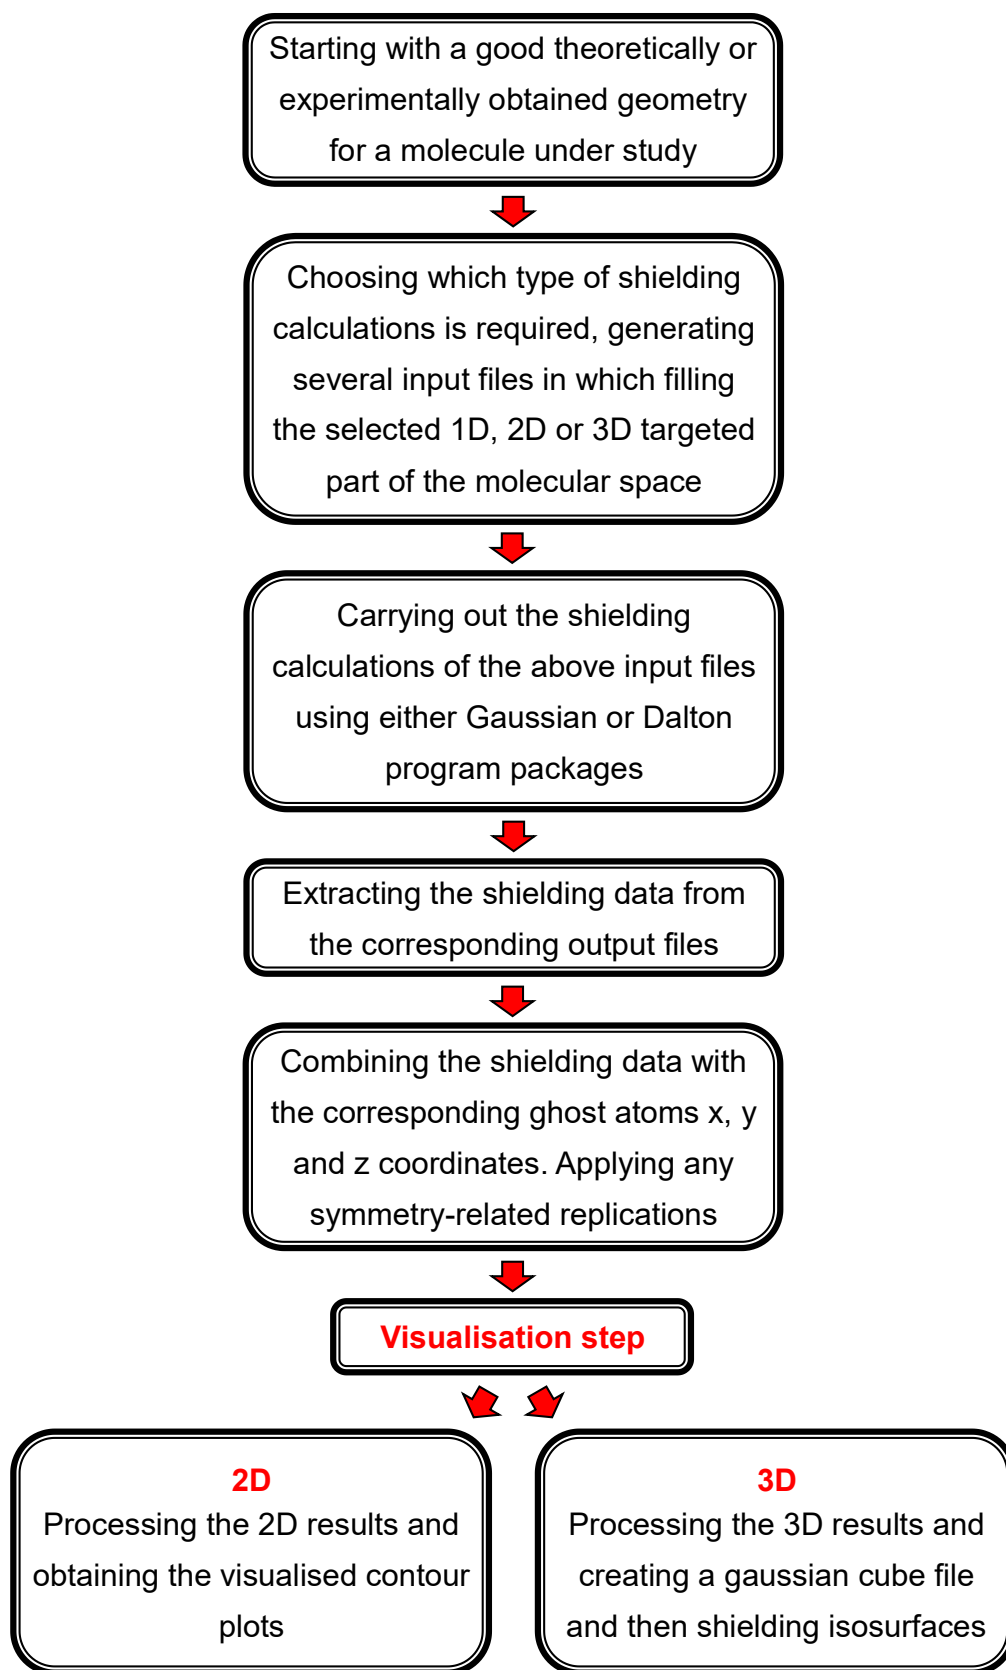 Starting with a good theoretically or
experimentally obtained geometry
for a molecule under study
Choosing which type of shielding
calculations is required, generating
several input files in which filling
the selected 1D, 2D or 3D targeted
part of the molecular space
Carrying out the shielding
calculations of the above input files
using either Gaussian or Dalton
program packages
Extracting the shielding data from
the corresponding output files
Combining the shielding data with
the corresponding ghost atoms x, y
and z coordinates. Applying any
symmetry-related replications
Visualisation step
2D
Processing the 2D results and
obtaining the visualised contour
plots
3D
Processing the 3D results and
creating a gaussian cube file
and then shielding isosurfaces